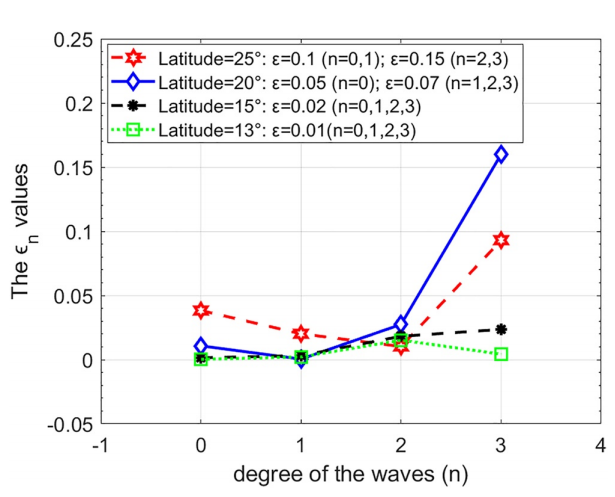 0.25
Latitude=25°: ε=0.1 (n=0,1); ε=0.15 (n=2,3)
Latitude=20°: ε=0.05 (n=0); ε=0.07 (n=1,2,3)
0.2
Latitude=15°: ε=0.02 (n=0,1,2,3)
Latitude=13°: ε=0.01(n=0,1,2,3)
0.15
The ϵn values
0.1
0.05
0
-0.05
-1 0 1 2 3 4
degree of the waves (n)